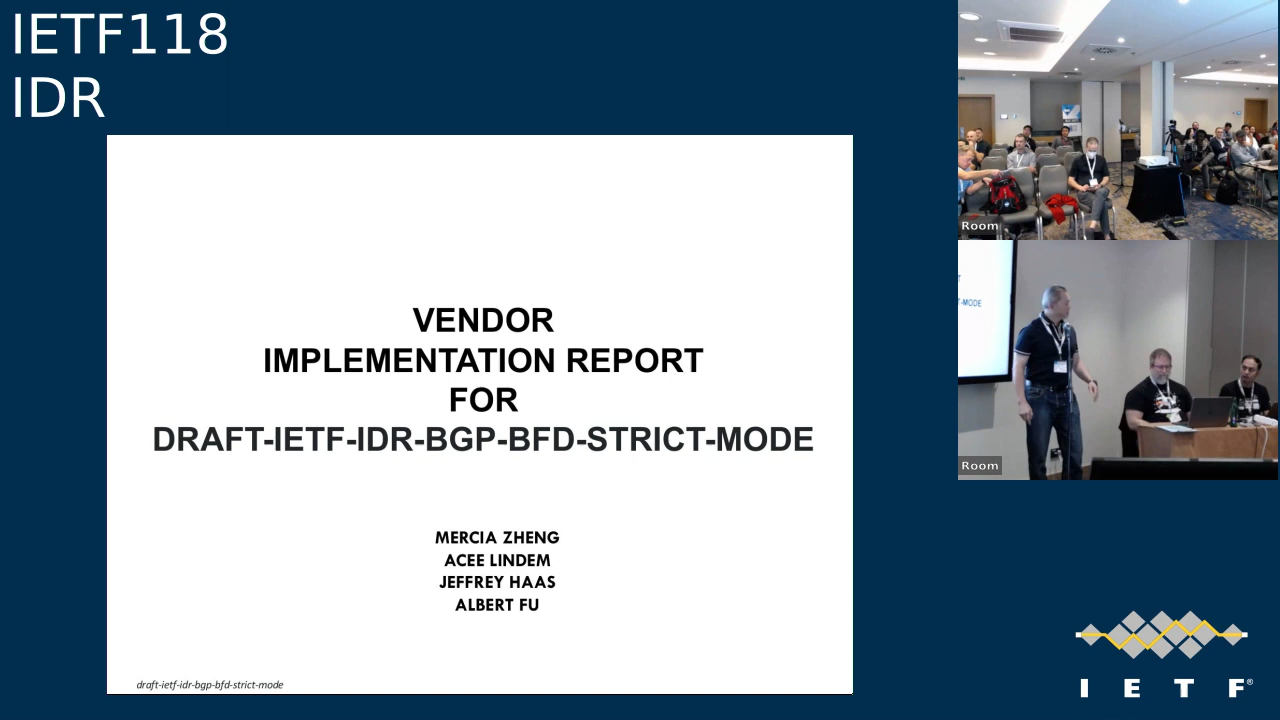 IETF118
IDR
VENDOR
IMPLEMENTATION REPORT
FOR
DRAFT-IETF-IDR-BGP-BFD-STRICT-MODE
MERCIA ZHENG
ACEE LINDEM
JEFFREY HAAS
ALBERT FU
draft-ietf-idr-bgp-bfd-strict-mode
Room
T-MODE
Room
I E T F®